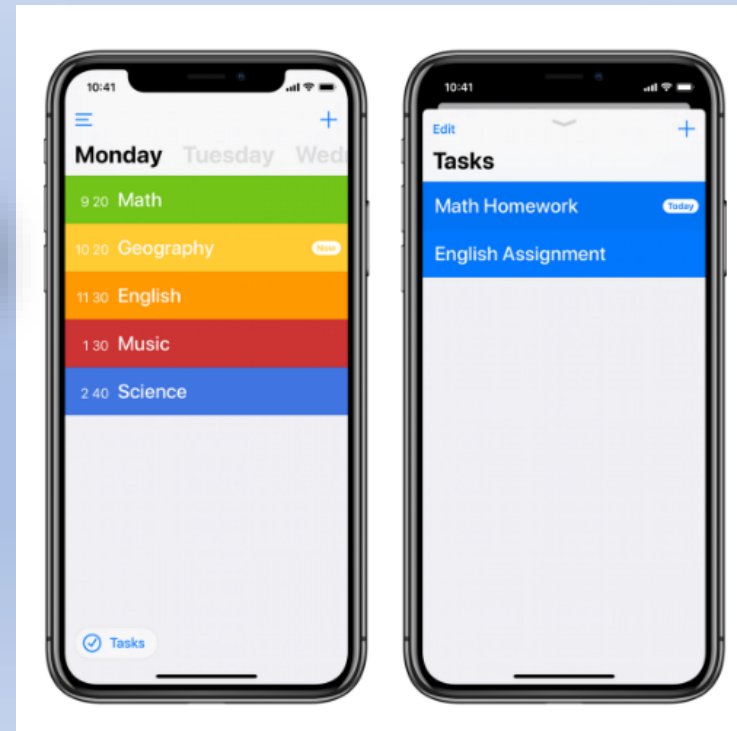 10:41
Monday Tuesday Wedn
9 20 Math
10 20 Geography New
11 30 English
1 30 Music
2 40 Science
Tasks
10:41
Edit
Tasks
Math Homework Today
English Assignment